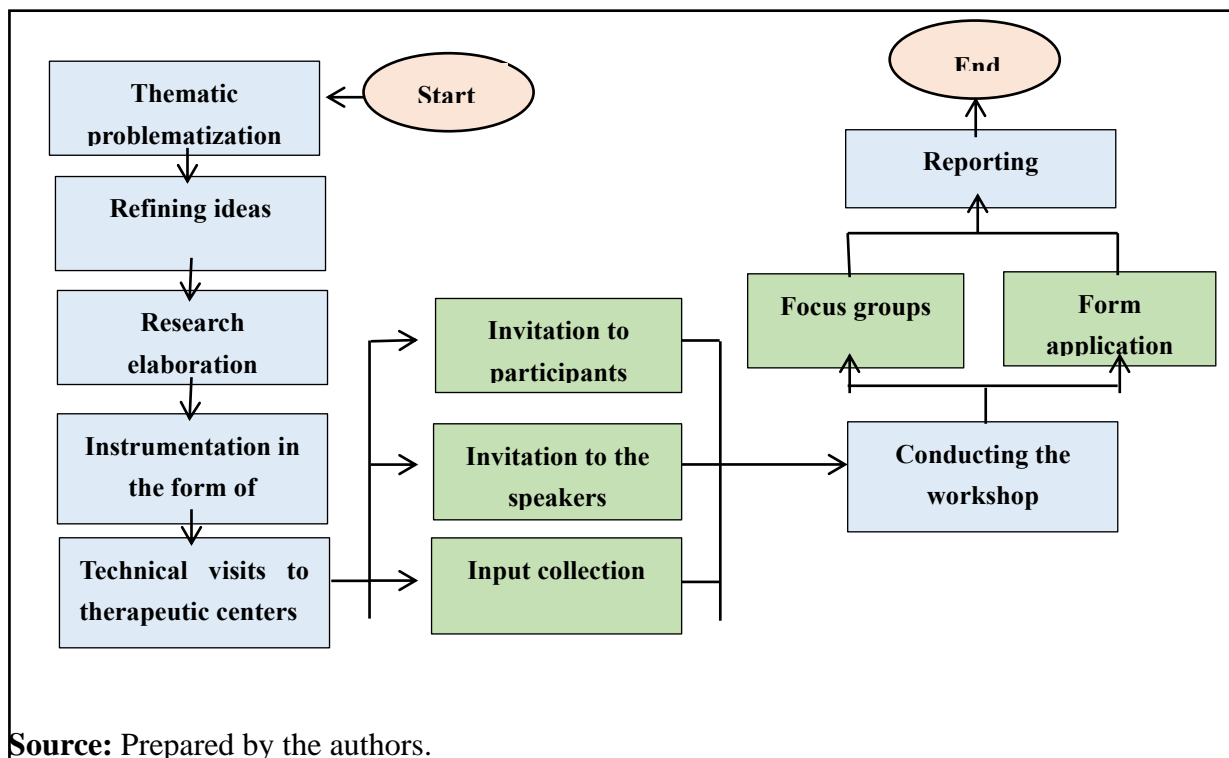 Start
Thematic
problematization
Refining ideas
Research
elaboration
Instrumentation in
the form of
Technical visits to
therapeutic centers
Invitation to
participants
Invitation to the
speakers
Input collection
Conducting the
workshop
Focus groups
Form
application
Reporting
End
Source: Prepared by the authors.